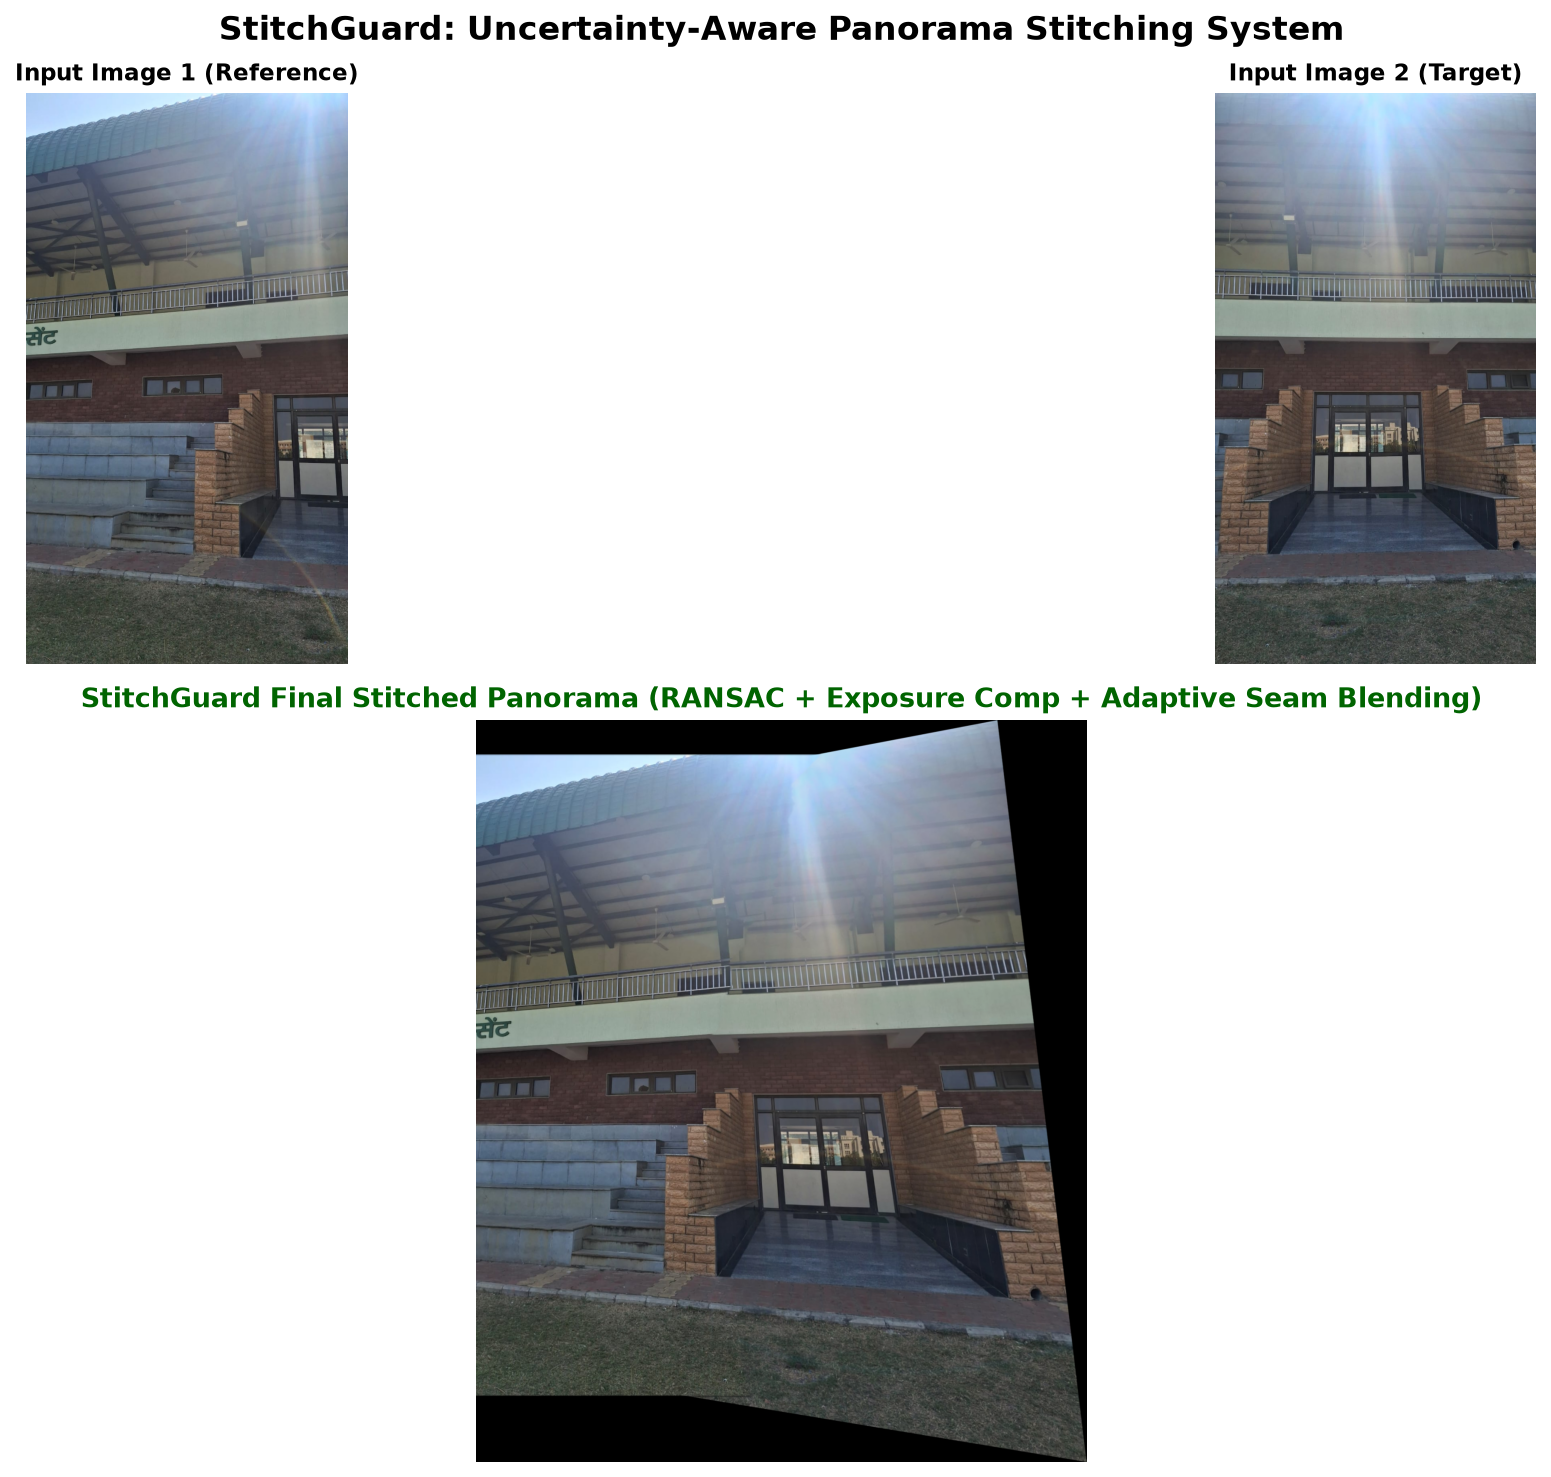 StitchGuard: Uncertainty-Aware Panorama Stitching System
Input Image 1 (Reference)
Input Image 2 (Target)
सेंट
StitchGuard Final Stitched Panorama (RANSAC + Exposure Comp + Adaptive Seam Blending)
सेंट